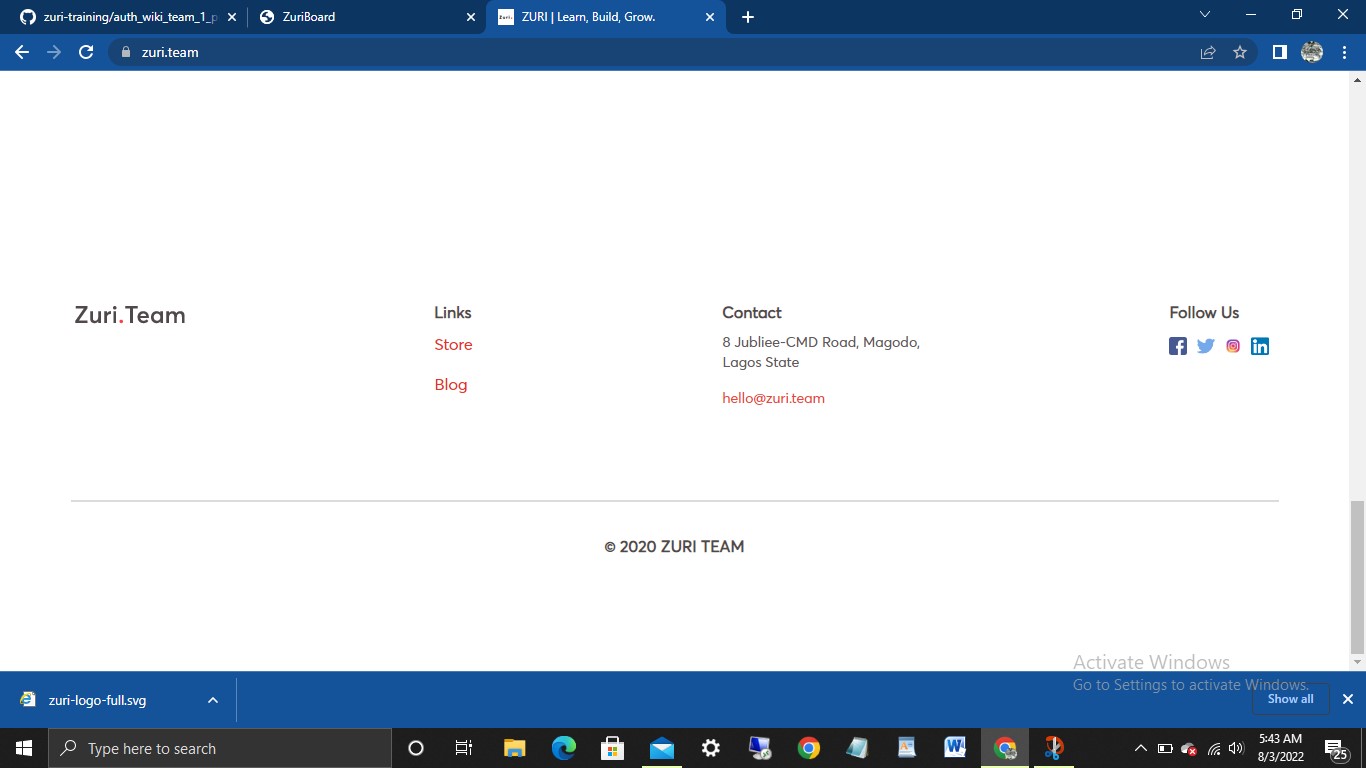 zuri-training/auth_wiki_team_1_p
ZuriBoard
Zuri.
ZURI | Learn, Build, Grow.
zuri.team
Zuri.Team
Links
Store
Blog
Contact
8 Jubliee-CMD Road, Magodo,
Lagos State
hello@zuri.team
Follow Us
© 2020 ZURI TEAM
Activate Windows
Go to Settings to activate Windows.
zuri-logo-full.svg
Show all
Type here to search
5:43 AM
8/3/2022
25